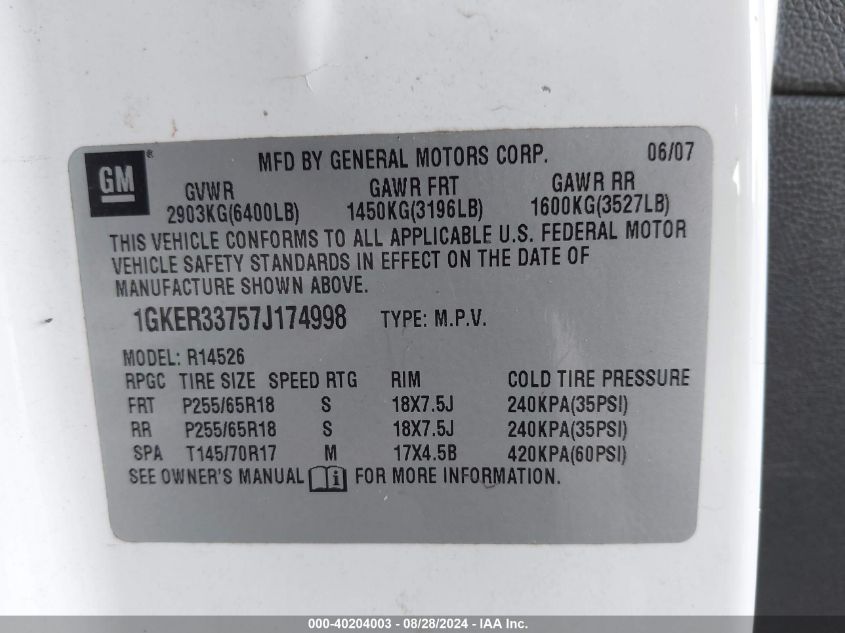 GM ® MFD BY GENERAL MOTORS CORP. 06/07
GVWR GAWR FRT GAWR RR
2903KG(6400LB) 1450KG(3196LB) 1600KG(3527LB)
THIS VEHICLE CONFORMS TO ALL APPLICABLE U.S. FEDERAL MOTOR
VEHICLE SAFETY STANDARDS IN EFFECT ON THE DATE OF
MANUFACTURE SHOWN ABOVE.
1GKER33757J174998 TYPE: M.P.V.
MODEL: R14526
RPGC TIRE SIZE SPEED RTG RIM COLD TIRE PRESSURE
FRT P255/65R18 S 18X7.5J 240KPA(35PSI)
RR P255/65R18 S 18X7.5J 240KPA(35PSI)
SPA T145/70R17 M 17X4.5B 420KPA(60PSI)
SEE OWNER'S MANUAL i FOR MORE INFORMATION.
000-40204003 - 08/28/2024 - IAA Inc.